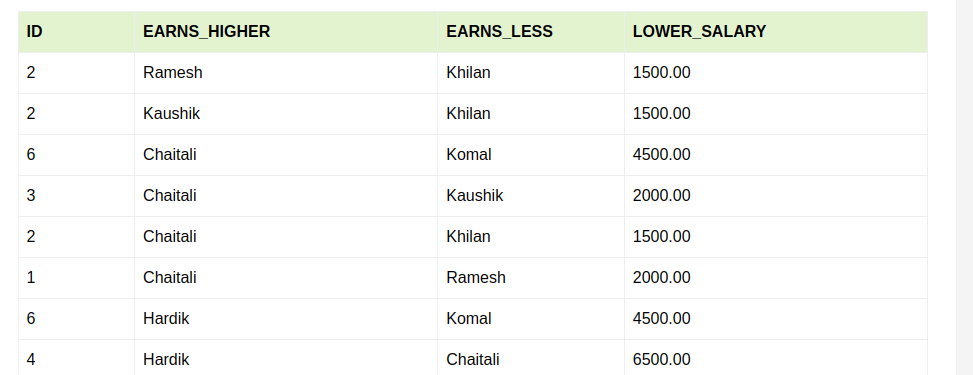 ID EARNS_HIGHER EARNS_LESS LOWER_SALARY
2 Ramesh Khilan 1500.00
2 Kaushik Khilan 1500.00
6 Chaitali Komal 4500.00
3 Chaitali Kaushik 2000.00
2 Chaitali Khilan 1500.00
1 Chaitali Ramesh 2000.00
6 Hardik Komal 4500.00
4 Hardik Chaitali 6500.00